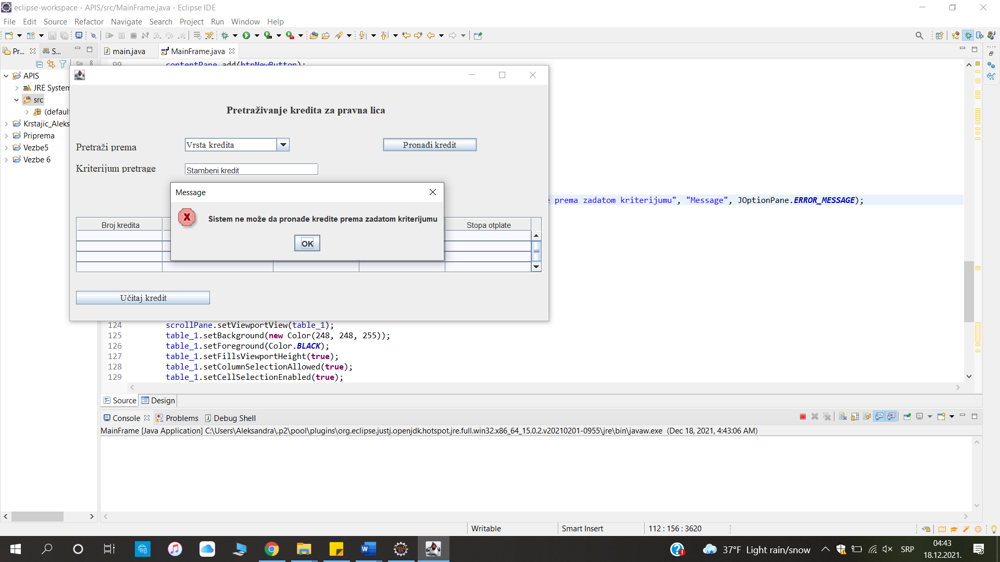 eclipse-workspace - APIS/src/MainFrame.java - Eclipse IDE
File Edit Source Refactor Navigate Search Project Run Window Help
Pr... S... main.java MainFrame.java
99 contentPane.add(btnNewButton);
APIS
JRE System
src
(default
Krstajic_Aleks
Priprema
Vezbe5
Vezbe 6
Pretraživanje kredita za pravna lica
Pretraži prema Vrsta kredita Pronađi kredit
Kriterijum pretrage Stambeni kredit
Message
Sistem ne može da pronađe kredite prema zadatom kriterijumu
OK
prema zadatom kriterijumu", "Message", JOptionPane.ERROR_MESSAGE);
Broj kredita Stopa otplate
Učitaj kredit
124 scrollPane.setViewportView(table_1);
125 table_1.setBackground(new Color(248, 248, 255));
126 table_1.setForeground(Color.BLACK);
127 table_1.setFillsViewportHeight(true);
128 table_1.setColumnSelectionAllowed(true);
129 table_1.setCellSelectionEnabled(true);
Source Design
Console Problems Debug Shell
MainFrame [Java Application] C:\Users\Aleksandra\.p2\pool\plugins\org.eclipse.justj.openjdk.hotspot.jre.full.win32.x86_64_15.0.2.v20210201-0955\jre\bin\javaw.exe (Dec 18, 2021, 4:43:06 AM)
Writable Smart Insert 112 : 156 : 3620
37°F Light rain/snow SRP 04:43
18.12.2021.